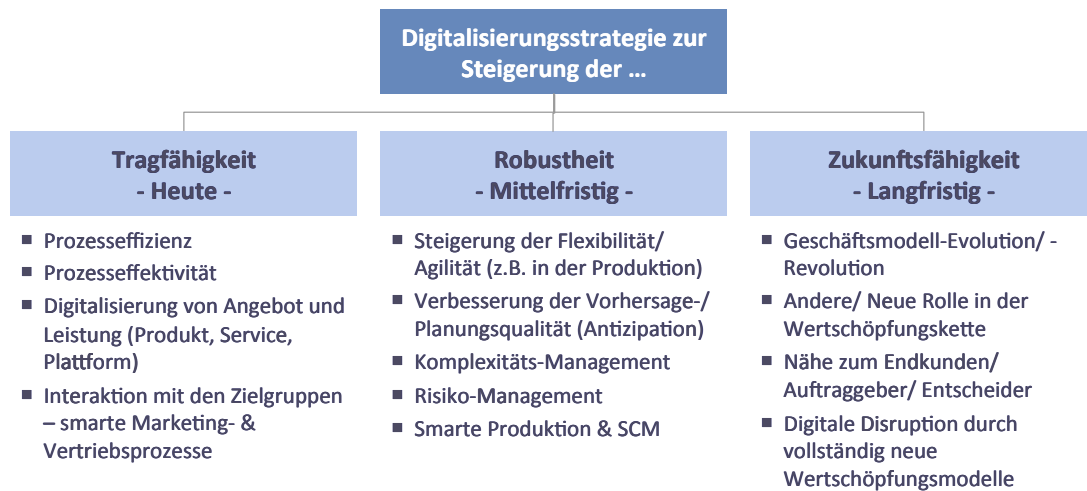 Digitalisierungsstrategie zur
Steigerung der ...
Tragfähigkeit
- Heute -
▪ Prozesseffizienz
▪ Prozesseffektivität
▪ Digitalisierung von Angebot und
Leistung (Produkt, Service,
Plattform)
▪ Interaktion mit den Zielgruppen
– smarte Marketing- &
Vertriebsprozesse
Robustheit
- Mittelfristig -
▪ Steigerung der Flexibilität/
Agilität (z.B. in der Produktion)
▪ Verbesserung der Vorhersage-/
Planungsqualität (Antizipation)
▪ Komplexitäts-Management
▪ Risiko-Management
▪ Smarte Produktion & SCM
Zukunftsfähigkeit
- Langfristig -
▪ Geschäftsmodell-Evolution/ -
Revolution
▪ Andere/ Neue Rolle in der
Wertschöpfungskette
▪ Nähe zum Endkunden/
Auftraggeber/ Entscheider
▪ Digitale Disruption durch
vollständig neue
Wertschöpfungsmodelle